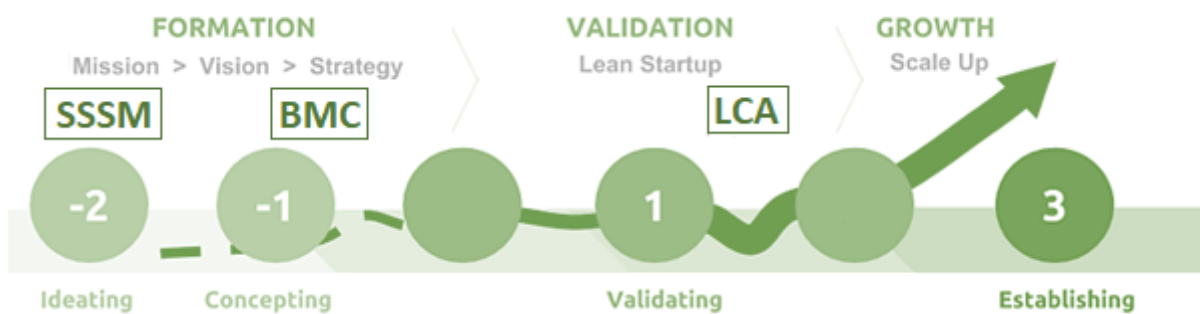 FORMATION
VALIDATION
GROWTH
Mission > Vision > Strategy
Lean Startup
Scale Up
SSSM
BMC
LCA
-2
-1
1
3
Ideating
Concepting
Validating
Establishing